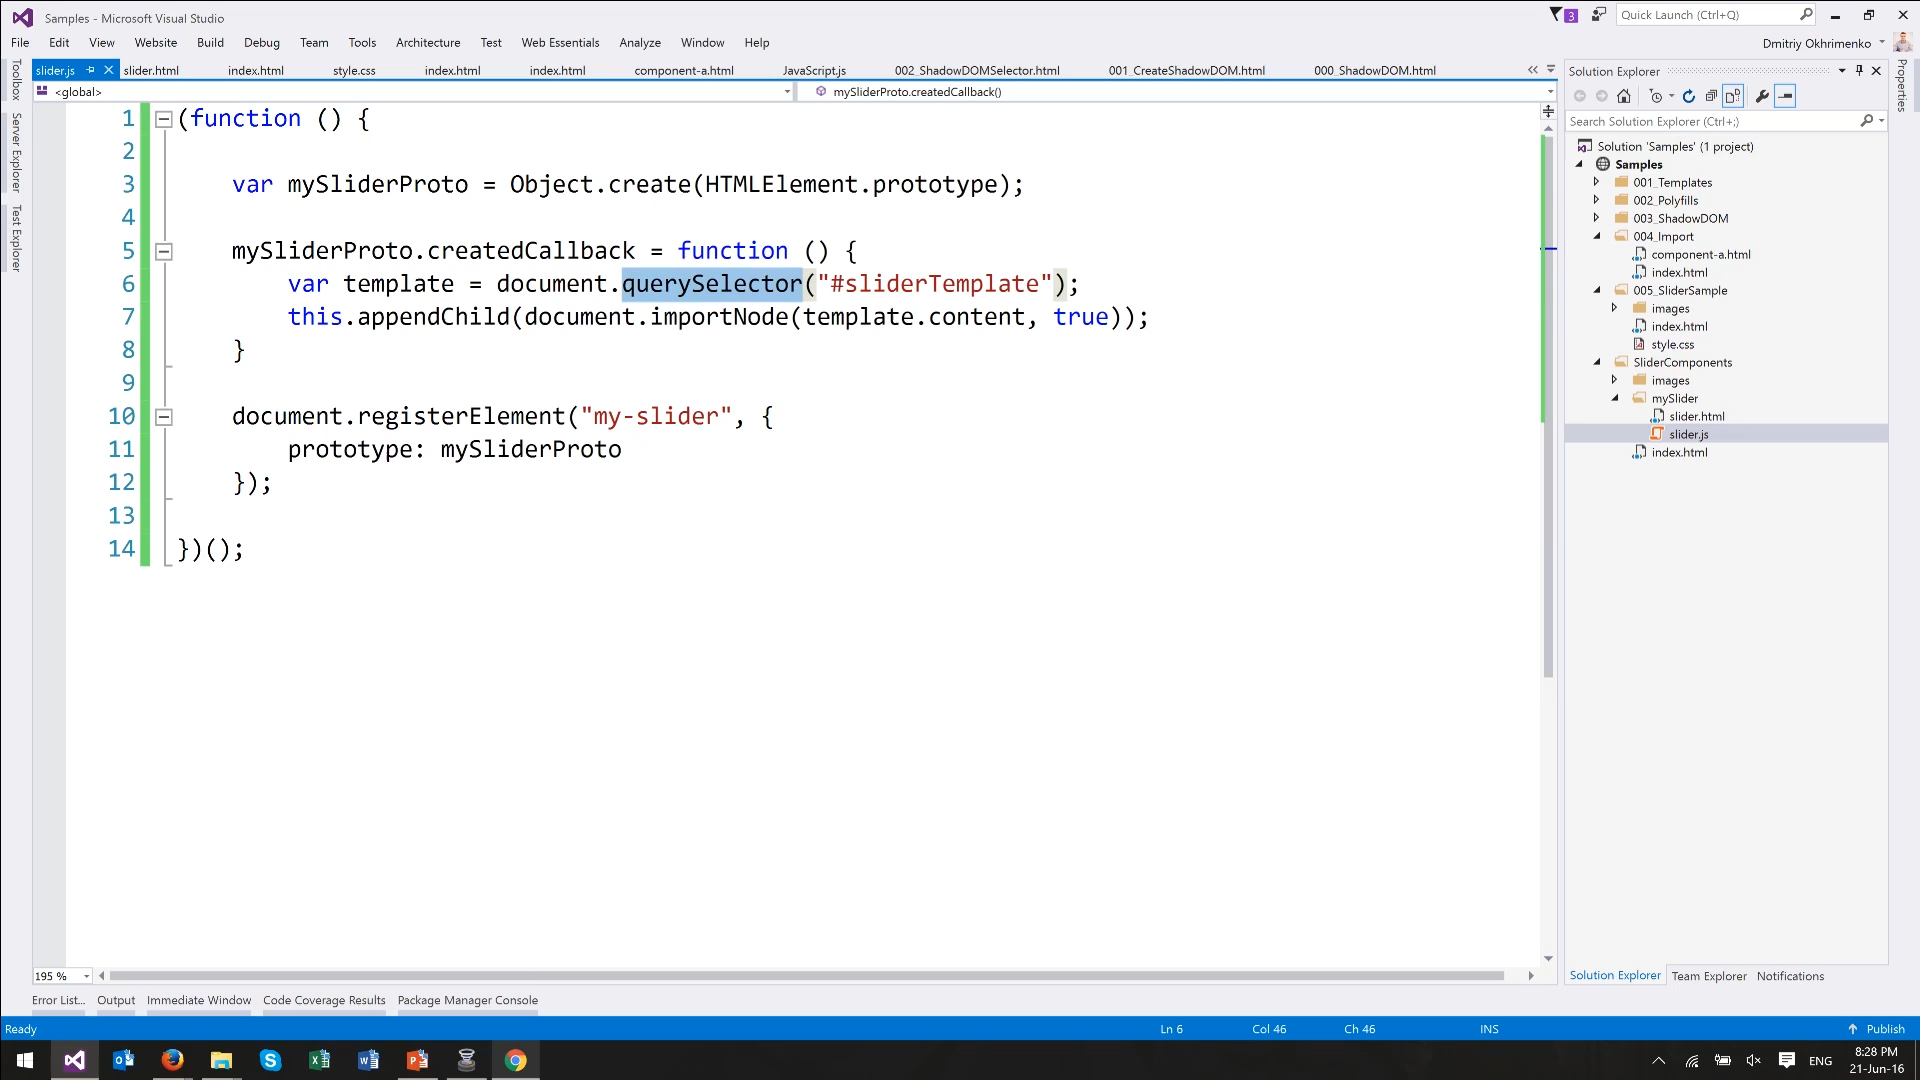 Samples - Microsoft Visual Studio
3
Quick Launch (Ctrl+Q)
File Edit View Website Build Debug Team Tools Architecture Test Web Essentials Analyze Window Help
Dmitriy Okhrimenko
slider.js slider.html index.html style.css index.html index.html component-a.html JavaScript.js 002_ShadowDOMSelector.html 001_CreateShadowDOM.html 000_ShadowDOM.html
<global>
mySliderProto.createdCallback()
Toolbox
Server Explorer
Test Explorer
1 (function () {
2
3 var mySliderProto = Object.create(HTMLElement.prototype);
4
5 mySliderProto.createdCallback = function () {
6 var template = document.querySelector("#sliderTemplate");
7 this.appendChild(document.importNode(template.content, true));
8 }
9
10 document.registerElement("my-slider", {
11 prototype: mySliderProto
12 });
13
14 })();
195 %
Solution Explorer
Search Solution Explorer (Ctrl+;)
Solution 'Samples' (1 project)
Samples
001_Templates
002_Polyfills
003_ShadowDOM
004_Import
component-a.html
index.html
005_SliderSample
images
index.html
style.css
SliderComponents
images
mySlider
slider.html
slider.js
index.html
Properties
Solution Explorer Team Explorer Notifications
Error List... Output Immediate Window Code Coverage Results Package Manager Console
Ready
Ln 6 Col 46 Ch 46 INS
Publish
ENG
8:28 PM
21-Jun-16